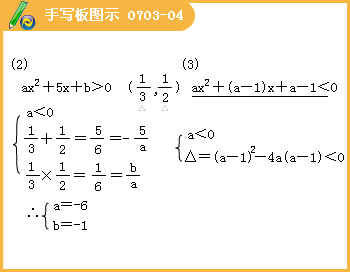 手写板图示 0703-04
(2)
ax²+5x+b>0 (1/3,1/2)
a<0
1/3+1/2=5/6=-5/a
1/3×1/2=1/6=b/a
∴{a=-6
b=-1
(3)
ax²+(a-1)x+a-1<0
{a<0
△=(a-1)²-4a(a-1)<0